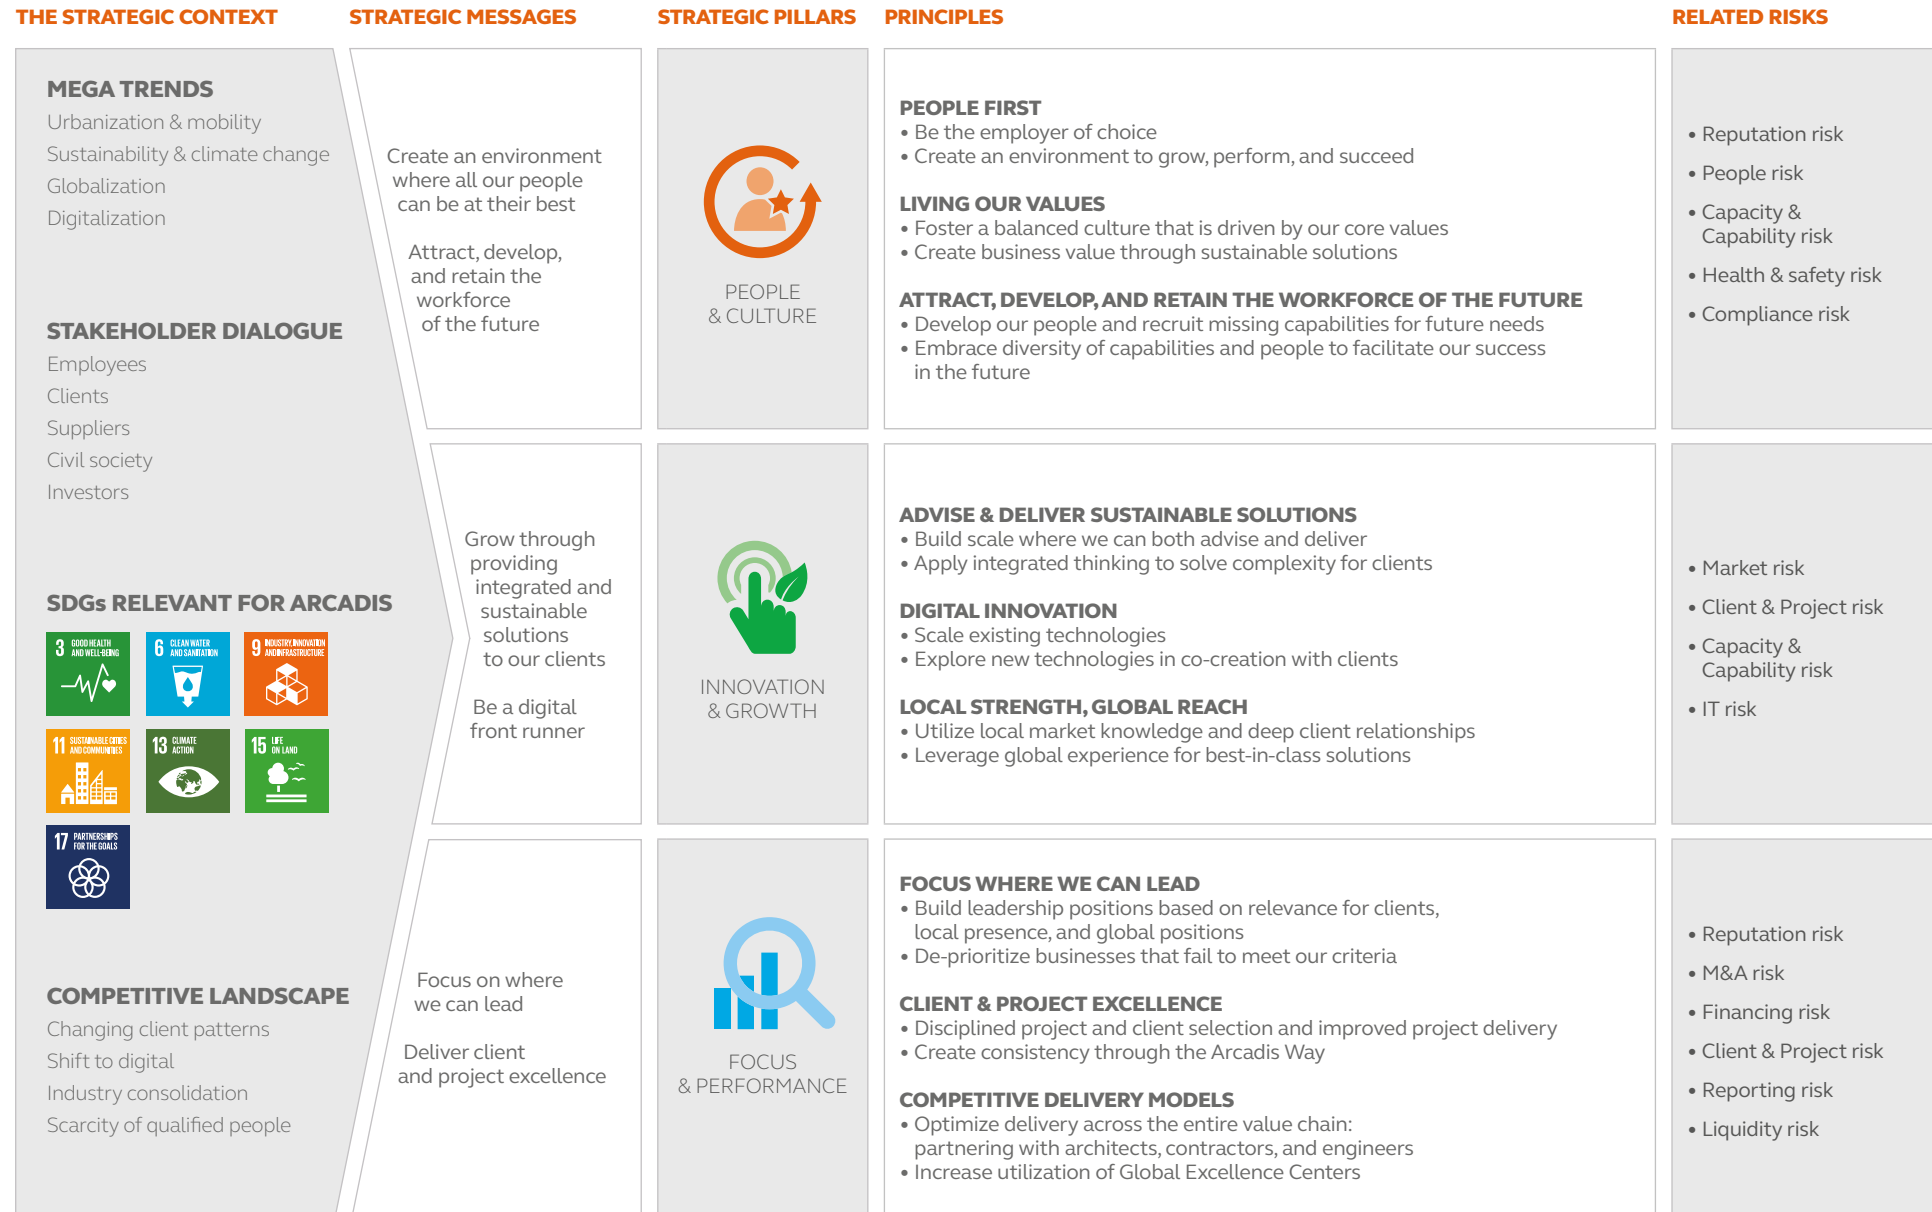 THE STRATEGIC CONTEXT
STRATEGIC MESSAGES
STRATEGIC PILLARS
PRINCIPLES
RELATED RISKS
MEGA TRENDS
Urbanization & mobility
Sustainability & climate change
Globalization
Digitalization
STAKEHOLDER DIALOGUE
Employees
Clients
Suppliers
Civil society
Investors
SDGs RELEVANT FOR ARCADIS
3 GOOD HEALTH
AND WELL-BEING
6 CLEAN WATER
AND SANITATION
9 INDUSTRY, INNOVATION
AND INFRASTRUCTURE
11 SUSTAINABLE CITIES
AND COMMUNITIES
13 CLIMATE
ACTION
15 LIFE
ON LAND
17 PARTNERSHIPS
FOR THE GOALS
COMPETITIVE LANDSCAPE
Changing client patterns
Shift to digital
Industry consolidation
Scarcity of qualified people
Create an environment
where all our people
can be at their best
Attract, develop,
and retain the
workforce
of the future
PEOPLE
& CULTURE
PEOPLE FIRST
• Be the employer of choice
• Create an environment to grow, perform, and succeed
LIVING OUR VALUES
• Foster a balanced culture that is driven by our core values
• Create business value through sustainable solutions
ATTRACT, DEVELOP, AND RETAIN THE WORKFORCE OF THE FUTURE
• Develop our people and recruit missing capabilities for future needs
• Embrace diversity of capabilities and people to facilitate our success
in the future
• Reputation risk
• People risk
• Capacity &
Capability risk
• Health & safety risk
• Compliance risk
Grow through
providing
integrated and
sustainable
solutions
to our clients
Be a digital
front runner
INNOVATION
& GROWTH
ADVISE & DELIVER SUSTAINABLE SOLUTIONS
• Build scale where we can both advise and deliver
• Apply integrated thinking to solve complexity for clients
DIGITAL INNOVATION
• Scale existing technologies
• Explore new technologies in co-creation with clients
LOCAL STRENGTH, GLOBAL REACH
• Utilize local market knowledge and deep client relationships
• Leverage global experience for best-in-class solutions
• Market risk
• Client & Project risk
• Capacity &
Capability risk
• IT risk
Focus on where
we can lead
Deliver client
and project excellence
FOCUS
& PERFORMANCE
FOCUS WHERE WE CAN LEAD
• Build leadership positions based on relevance for clients,
local presence, and global positions
• De-prioritize businesses that fail to meet our criteria
CLIENT & PROJECT EXCELLENCE
• Disciplined project and client selection and improved project delivery
• Create consistency through the Arcadis Way
COMPETITIVE DELIVERY MODELS
• Optimize delivery across the entire value chain:
partnering with architects, contractors, and engineers
• Increase utilization of Global Excellence Centers
• Reputation risk
• M&A risk
• Financing risk
• Client & Project risk
• Reporting risk
• Liquidity risk